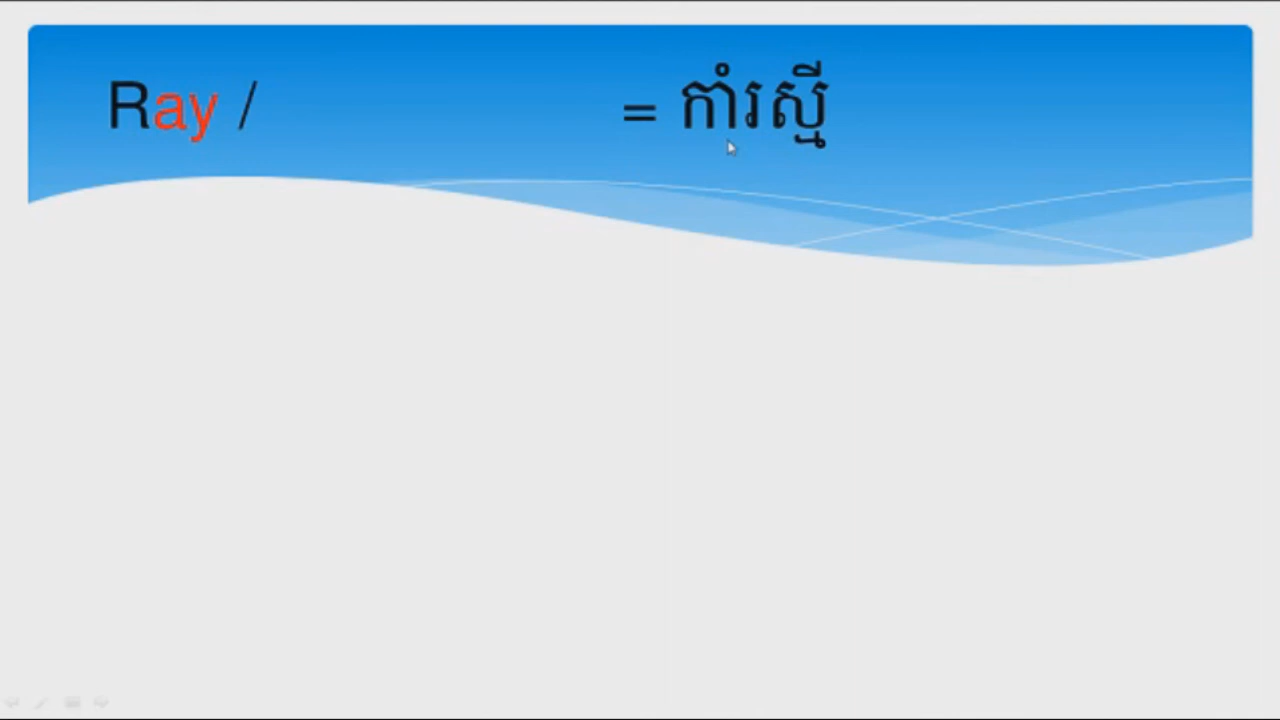 Ray / = កាំរស្មី